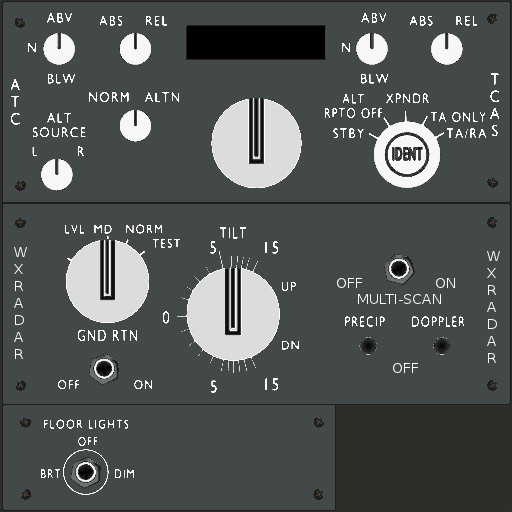 ABV
ABS REL
ABV
ABS REL
N
N
BLW
BLW
ATC
TCAS
NORM ALTN
ALT XPNDR
RPTO OFF TA ONLY
STBY TA/RA
IDENT
ALT
SOURCE
L R
LVL MD NORM
TEST
TILT
5 15
WXRADAR
WXRADAR
UP
OFF ON
MULTI-SCAN
0
PRECIP DOPPLER
GND RTN
DN
OFF
OFF ON
5 15
FLOOR LIGHTS
OFF
BRT DIM